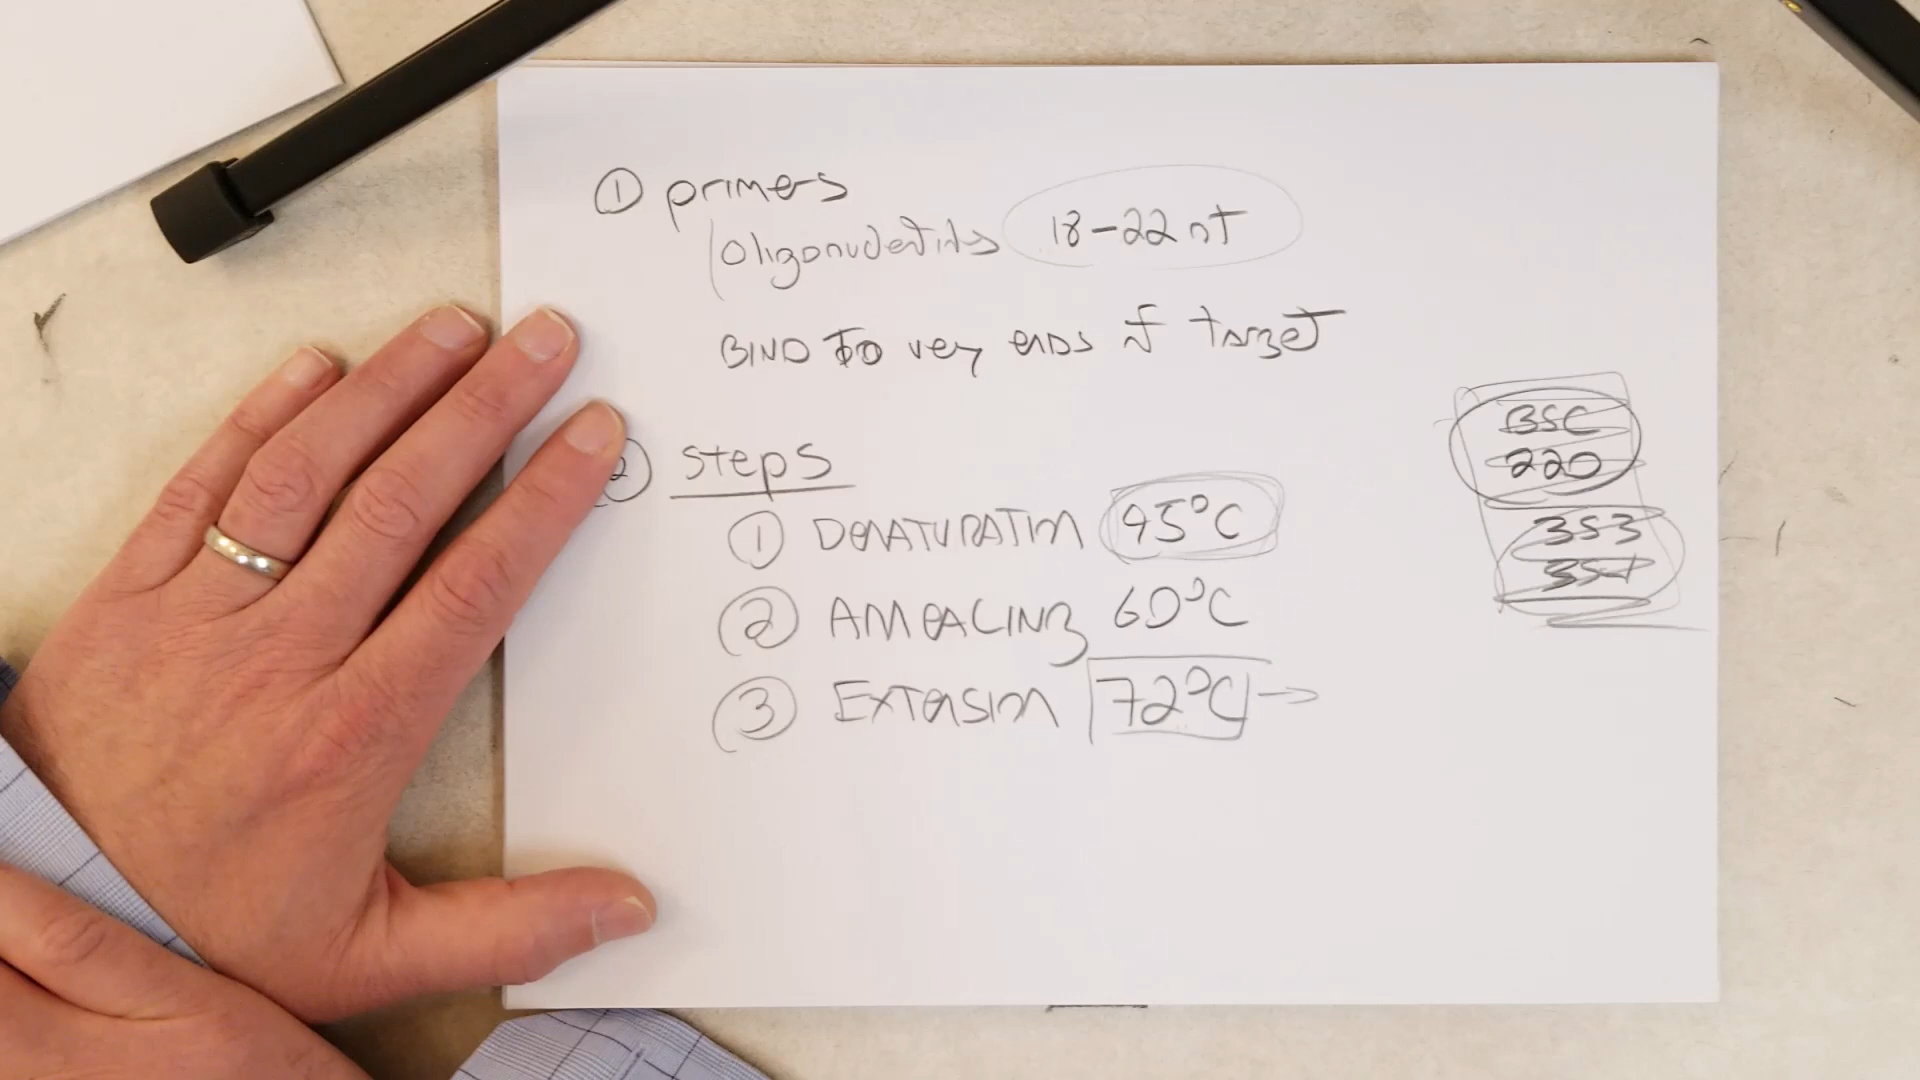 ① primers
oligonucleotides 18-22 nt
BIND TO very ENDS of Target
② steps
① DENATURATION 95°C
② ANNEALING 60°C
③ EXTENSION 72°C →
BSC
220
353